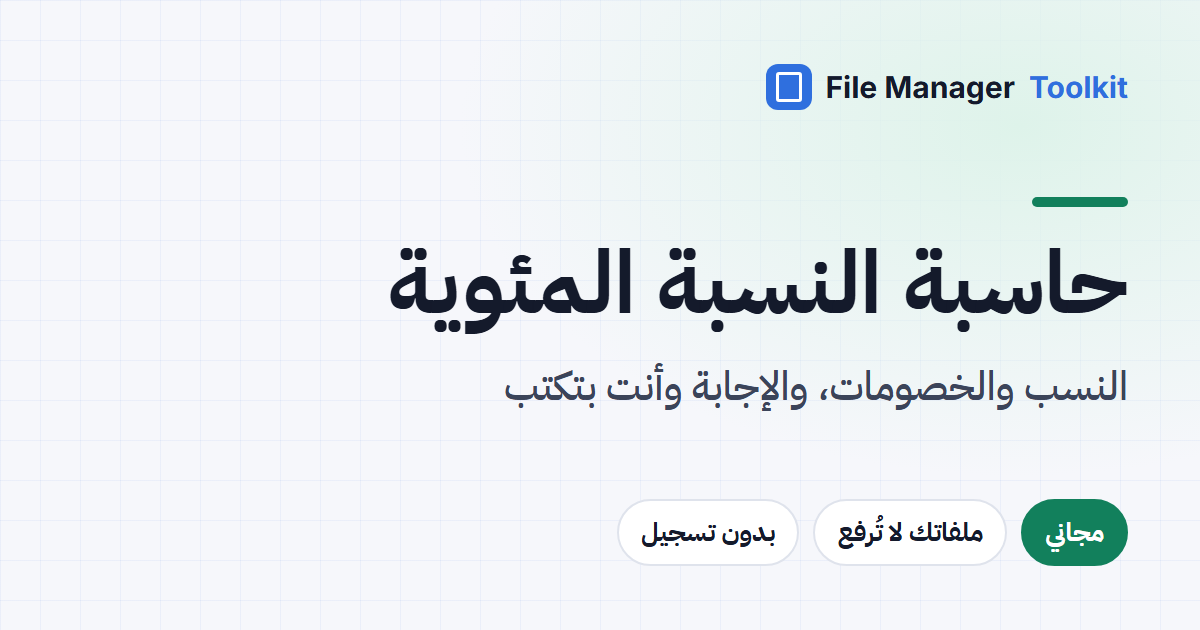 File Manager Toolkit
حاسبة النسبة المئوية
النسب والخصومات، والإجابة وأنت بتكتب
مجاني
ملفاتك لا تُرفع
بدون تسجيل